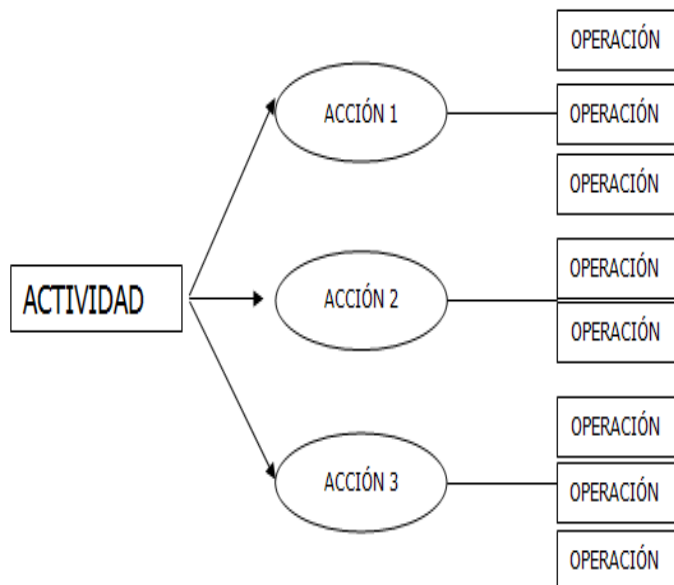 OPERACIÓN
ACCIÓN 1
OPERACIÓN
OPERACIÓN
OPERACIÓN
ACTIVIDAD
ACCIÓN 2
OPERACIÓN
OPERACIÓN
ACCIÓN 3
OPERACIÓN
OPERACIÓN